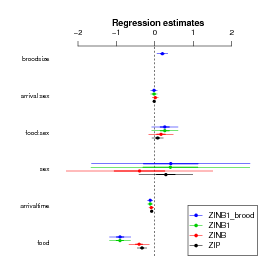 Regression estimates
−2 −1 0 1 2
broodsize
arrival:sex
food:sex
sex
arrivaltime
food
ZINB1_brood
ZINB1
ZINB
ZIP